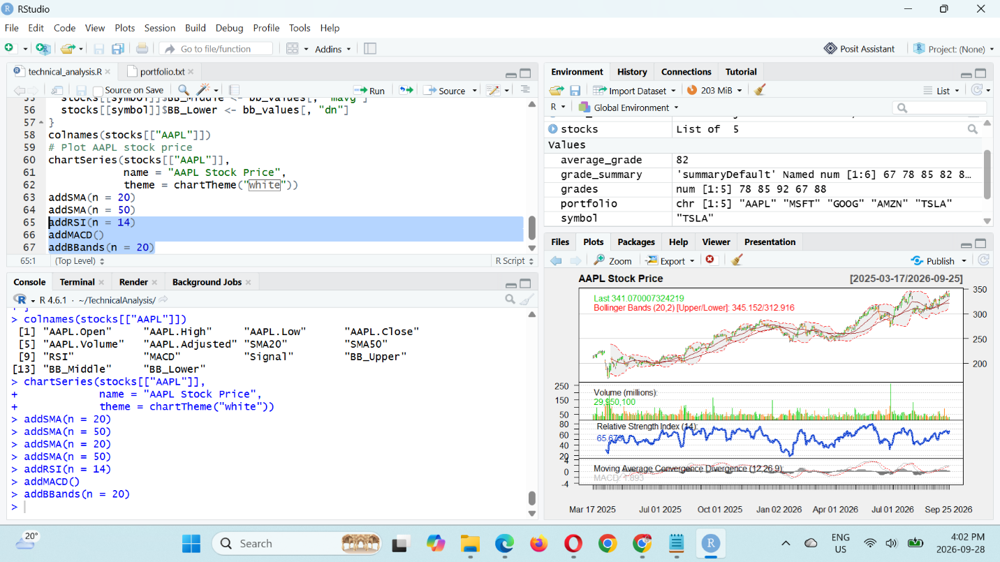 RStudio
File Edit Code View Plots Session Build Debug Profile Tools Help
Go to file/function Addins Posit Assistant Project: (None)
technical_analysis.R portfolio.txt
Source on Save Run Source
55 stocks[[symbol]]$BB_Middle <- bb_values[, "mavg"]
56 stocks[[symbol]]$BB_Lower <- bb_values[, "dn"]
57 }
58 colnames(stocks[["AAPL"]])
59 # Plot AAPL stock price
60 chartSeries(stocks[["AAPL"]],
61 name = "AAPL Stock Price",
62 theme = chartTheme("white"))
63 addSMA(n = 20)
64 addSMA(n = 50)
65 addRSI(n = 14)
66 addMACD()
67 addBBands(n = 20)
65:1 (Top Level) R Script
Console Terminal Render Background Jobs
R 4.6.1 · ~/TechnicalAnalysis/
> colnames(stocks[["AAPL"]])
[1] "AAPL.Open" "AAPL.High" "AAPL.Low" "AAPL.Close"
[5] "AAPL.Volume" "AAPL.Adjusted" "SMA20" "SMA50"
[9] "RSI" "MACD" "Signal" "BB_Upper"
[13] "BB_Middle" "BB_Lower"
> chartSeries(stocks[["AAPL"]],
+ name = "AAPL Stock Price",
+ theme = chartTheme("white"))
> addSMA(n = 20)
> addSMA(n = 50)
> addSMA(n = 20)
> addSMA(n = 50)
> addRSI(n = 14)
> addMACD()
> addBBands(n = 20)
>
Environment History Connections Tutorial
Import Dataset 203 MiB List
R Global Environment
stocks List of 5
Values
average_grade 82
grade_summary 'summaryDefault' Named num [1:6] 67 78 85 82 8…
grades num [1:5] 78 85 92 67 88
portfolio chr [1:5] "AAPL" "MSFT" "GOOG" "AMZN" "TSLA"
symbol "TSLA"
Files Plots Packages Help Viewer Presentation
Zoom Export Publish
AAPL Stock Price [2025-03-17/2026-09-25]
Last 341.070007324219
Bollinger Bands (20,2) [Upper/Lower]: 345.152/312.916
350
300
250
200
250
150
50
Volume (millions):
29,950,100
80
60
40
20
Relative Strength Index (14):
4
0
-4
Moving Average Convergence Divergence (12,26,9):
MACD: 1.893
Mar 17 2025 Jul 01 2025 Oct 01 2025 Jan 02 2026 Apr 01 2026 Jul 01 2026 Sep 25 2026
20°
Search
ENG
US
4:02 PM
2026-09-28